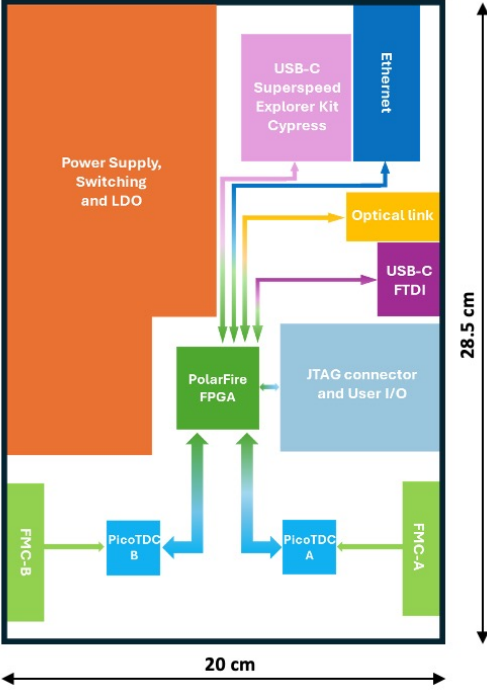 USB-C
Superspeed
Explorer Kit
Cypress
Ethernet
Power Supply,
Switching
and LDO
Optical link
USB-C
FTDI
28.5 cm
PolarFire
FPGA
JTAG connector
and User I/O
FMC-B
PicoTDC
B
PicoTDC
A
FMC-A
20 cm